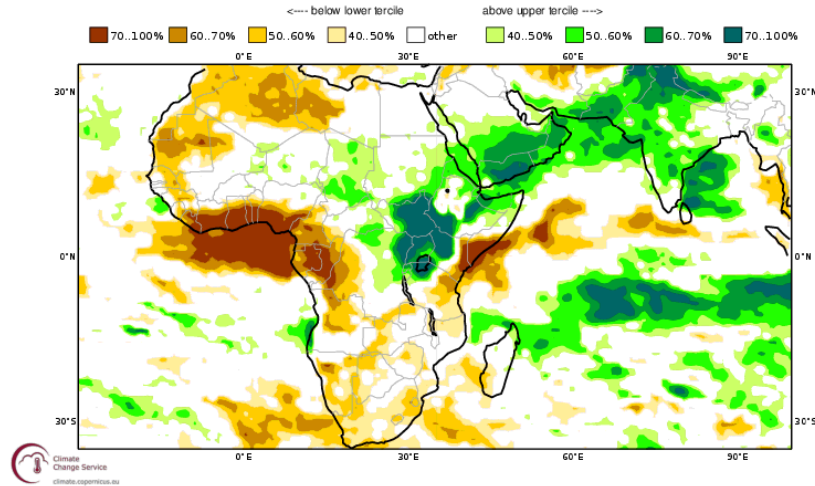 <---- below lower tercile above upper tercile ---->
70..100% 60..70% 50..60% 40..50% other 40..50% 50..60% 60..70% 70..100%
0°E 30°E 60°E 90°E
30°N 30°N
0°N 0°N
30°S 30°S
0°E 30°E 60°E 90°E
Climate
Change Service
climate.copernicus.eu